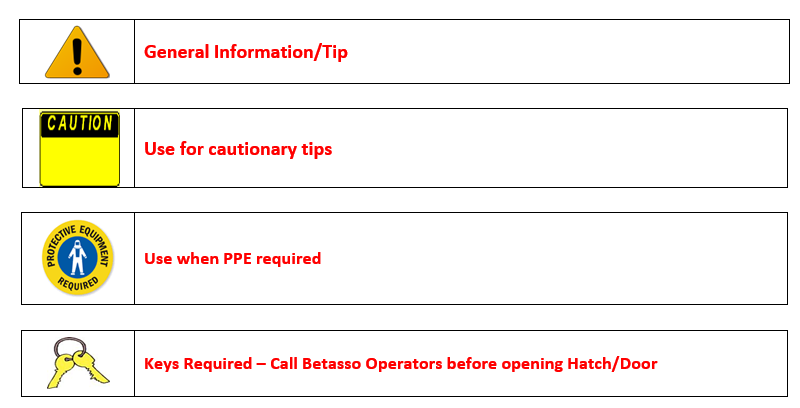 General Information/Tip
CAUTION
Use for cautionary tips
PROTECTIVE EQUIPMENT
REQUIRED
Use when PPE required
Keys Required – Call Betasso Operators before opening Hatch/Door